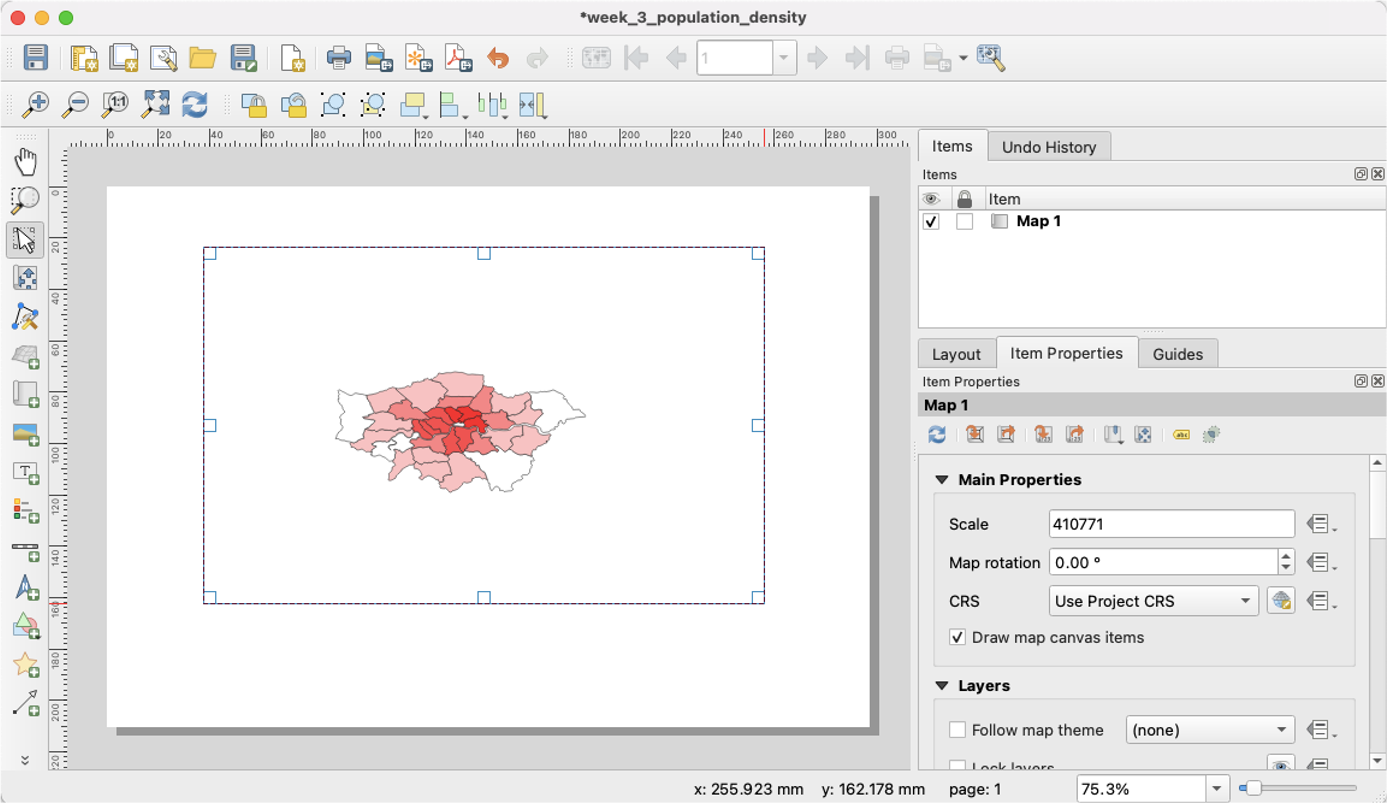 *week_3_population_density
1
1:1
0 20 40 60 80 100 120 140 160 180 200 220 240 260 280 300
0
20
40
60
80
100
120
140
160
180
200
220
T
N
Items Undo History
Items
Item
Map 1
Layout Item Properties Guides
Item Properties
Map 1
abc
Main Properties
Scale 410771
Map rotation 0.00 °
CRS Use Project CRS
Draw map canvas items
Layers
Follow map theme (none)
Lock layers
x: 255.923 mm y: 162.178 mm page: 1 75.3%